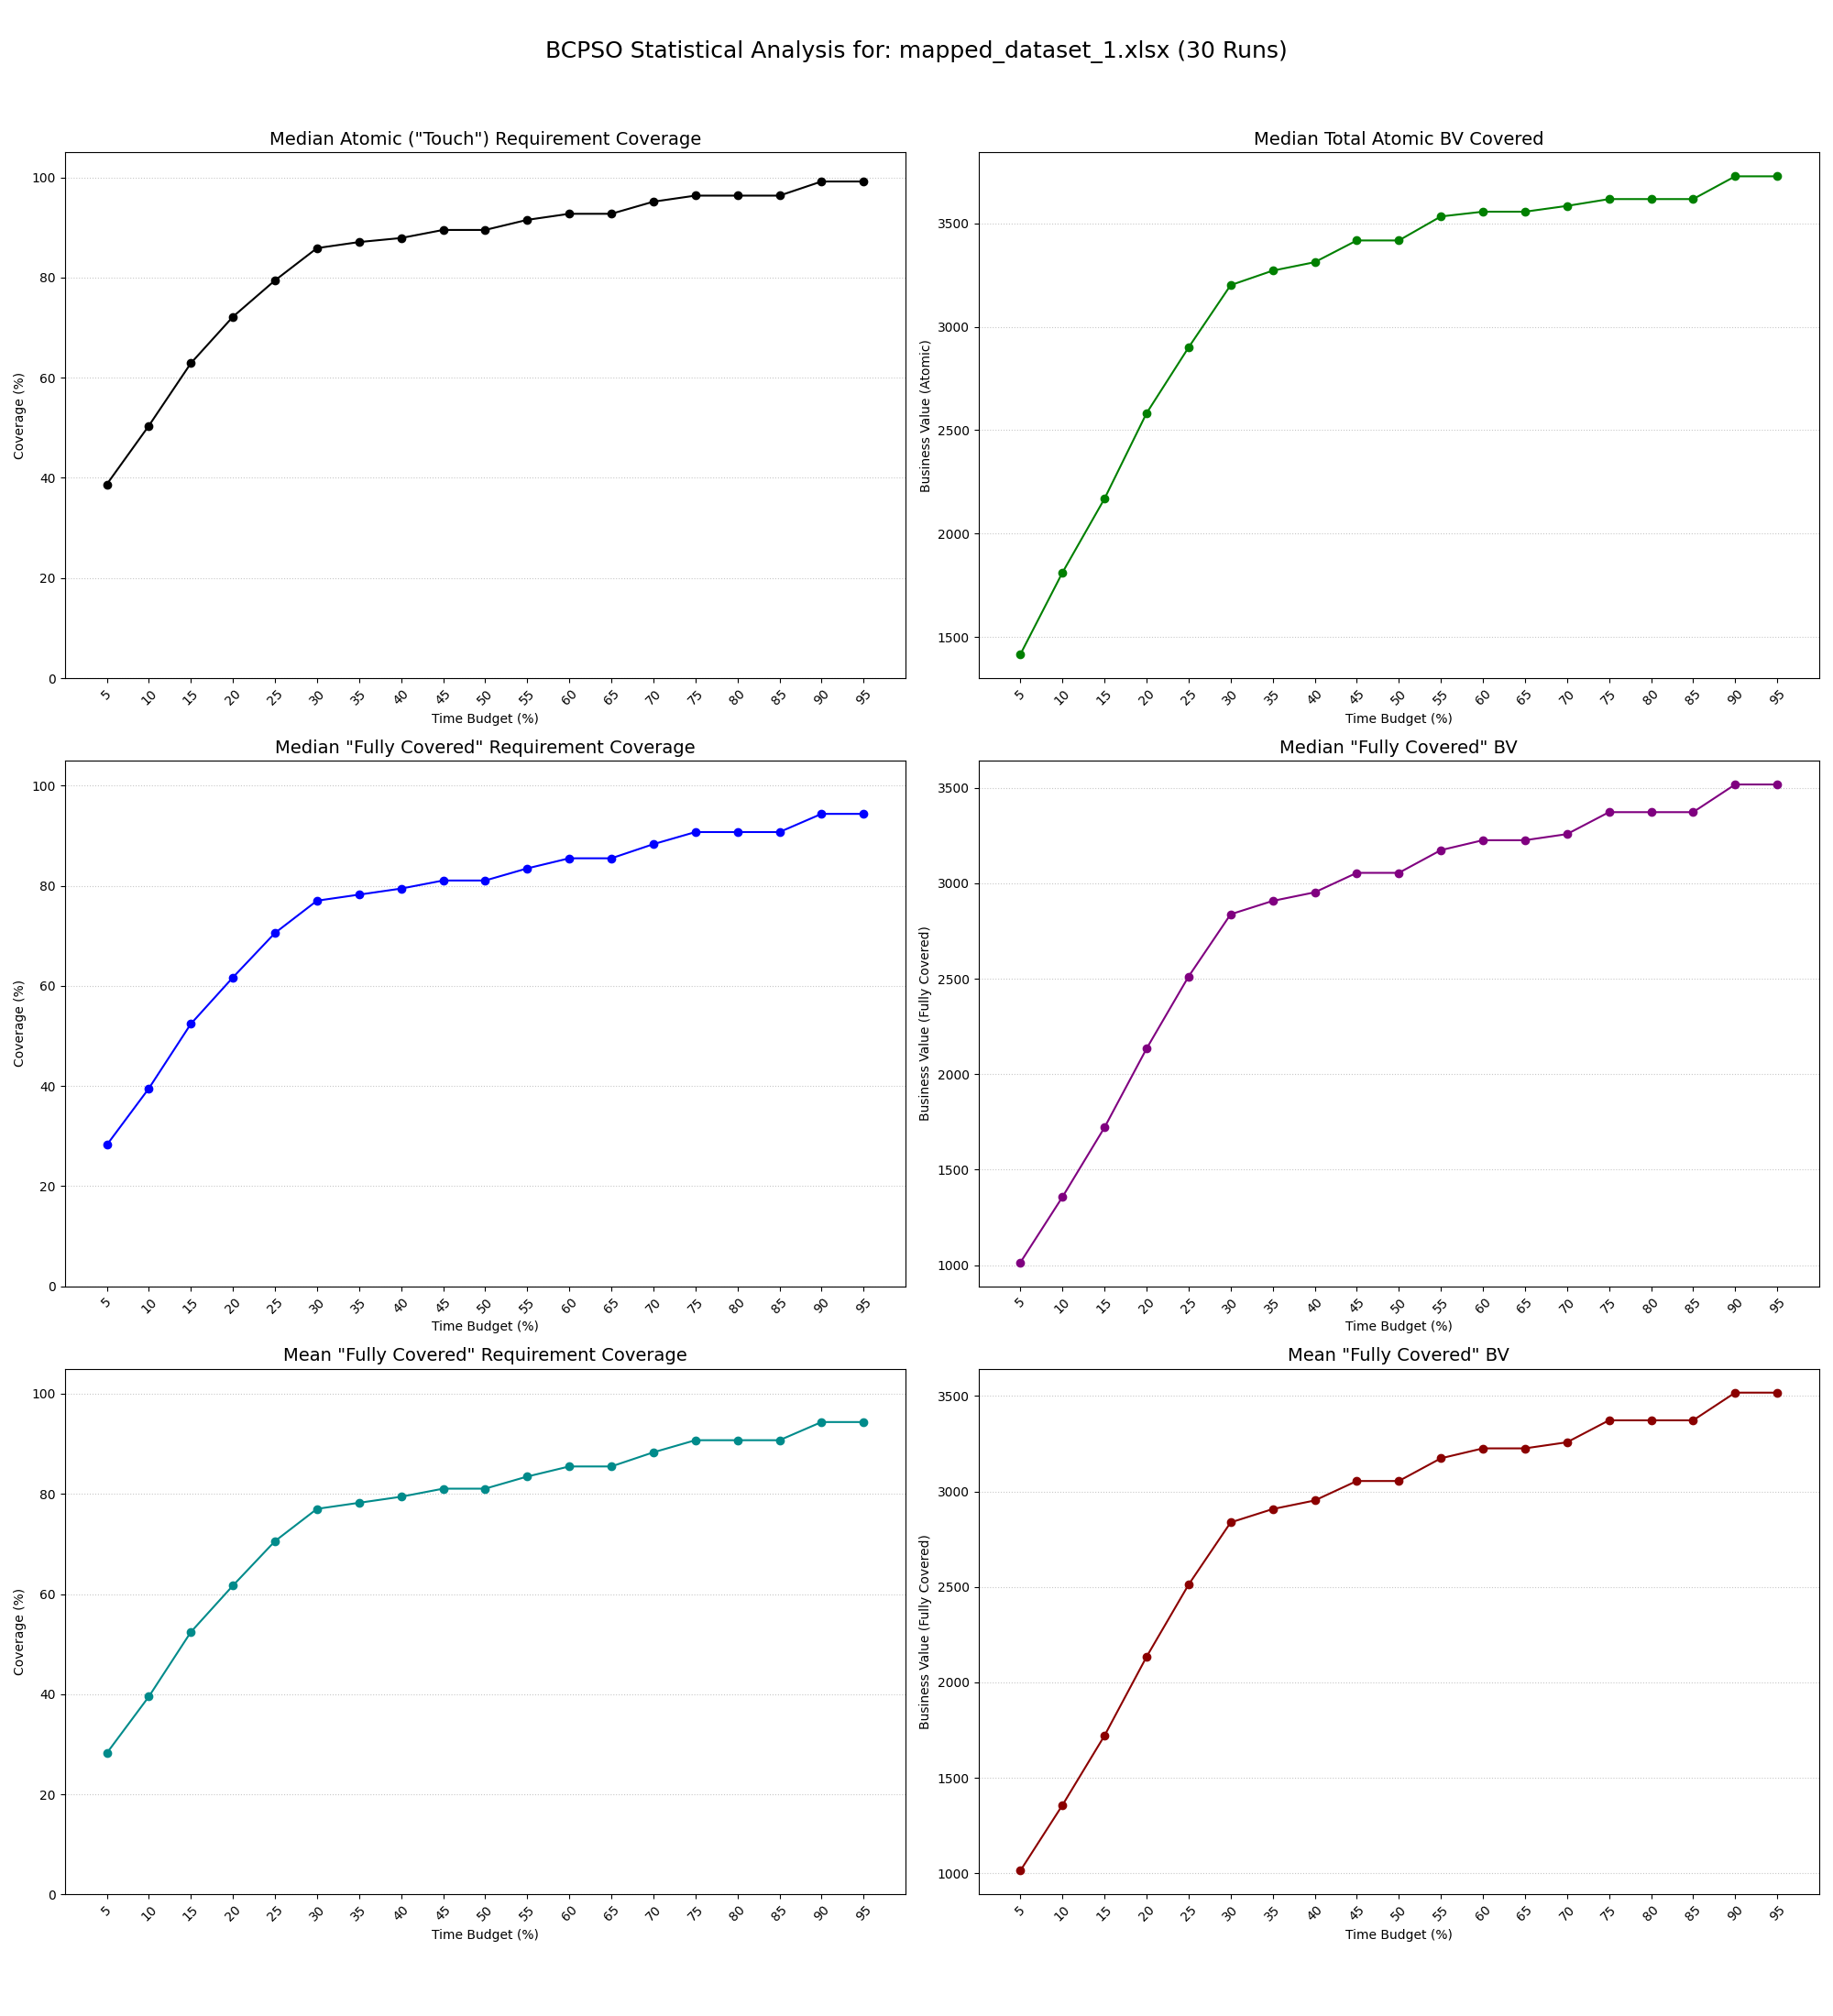 BCPSO Statistical Analysis for: mapped_dataset_1.xlsx (30 Runs)
Median Atomic ("Touch") Requirement Coverage
Coverage (%)
100
80
60
40
20
0
5 10 15 20 25 30 35 40 45 50 55 60 65 70 75 80 85 90 95
Time Budget (%)
Median Total Atomic BV Covered
Business Value (Atomic)
3500
3000
2500
2000
1500
5 10 15 20 25 30 35 40 45 50 55 60 65 70 75 80 85 90 95
Time Budget (%)
Median "Fully Covered" Requirement Coverage
Coverage (%)
100
80
60
40
20
0
5 10 15 20 25 30 35 40 45 50 55 60 65 70 75 80 85 90 95
Time Budget (%)
Median "Fully Covered" BV
Business Value (Fully Covered)
3500
3000
2500
2000
1500
1000
5 10 15 20 25 30 35 40 45 50 55 60 65 70 75 80 85 90 95
Time Budget (%)
Mean "Fully Covered" Requirement Coverage
Coverage (%)
100
80
60
40
20
0
5 10 15 20 25 30 35 40 45 50 55 60 65 70 75 80 85 90 95
Time Budget (%)
Mean "Fully Covered" BV
Business Value (Fully Covered)
3500
3000
2500
2000
1500
1000
5 10 15 20 25 30 35 40 45 50 55 60 65 70 75 80 85 90 95
Time Budget (%)